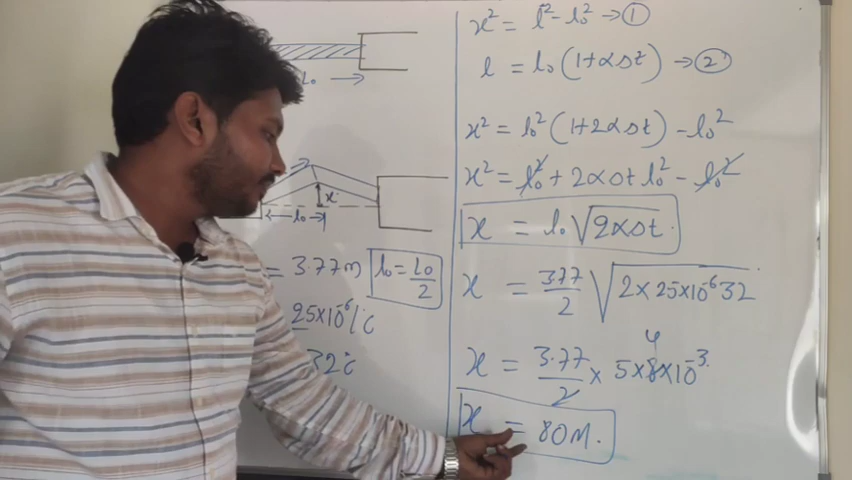 L₀
x
l₀
= 3.77m l₀ = L₀/2
25×10⁻⁶/°c
32°c
x² = l² - l₀² → ①
l = l₀ (1+αΔt) → ②
x² = l₀² (1+2αΔt) - l₀²
x² = l₀² + 2αΔt l₀² - l₀²
x = l₀ √2αΔt.
x = 3.77/2 √2×25×10⁻⁶32
x = 3.77/2 × 5×8×10⁻³. 4
x = 80M.